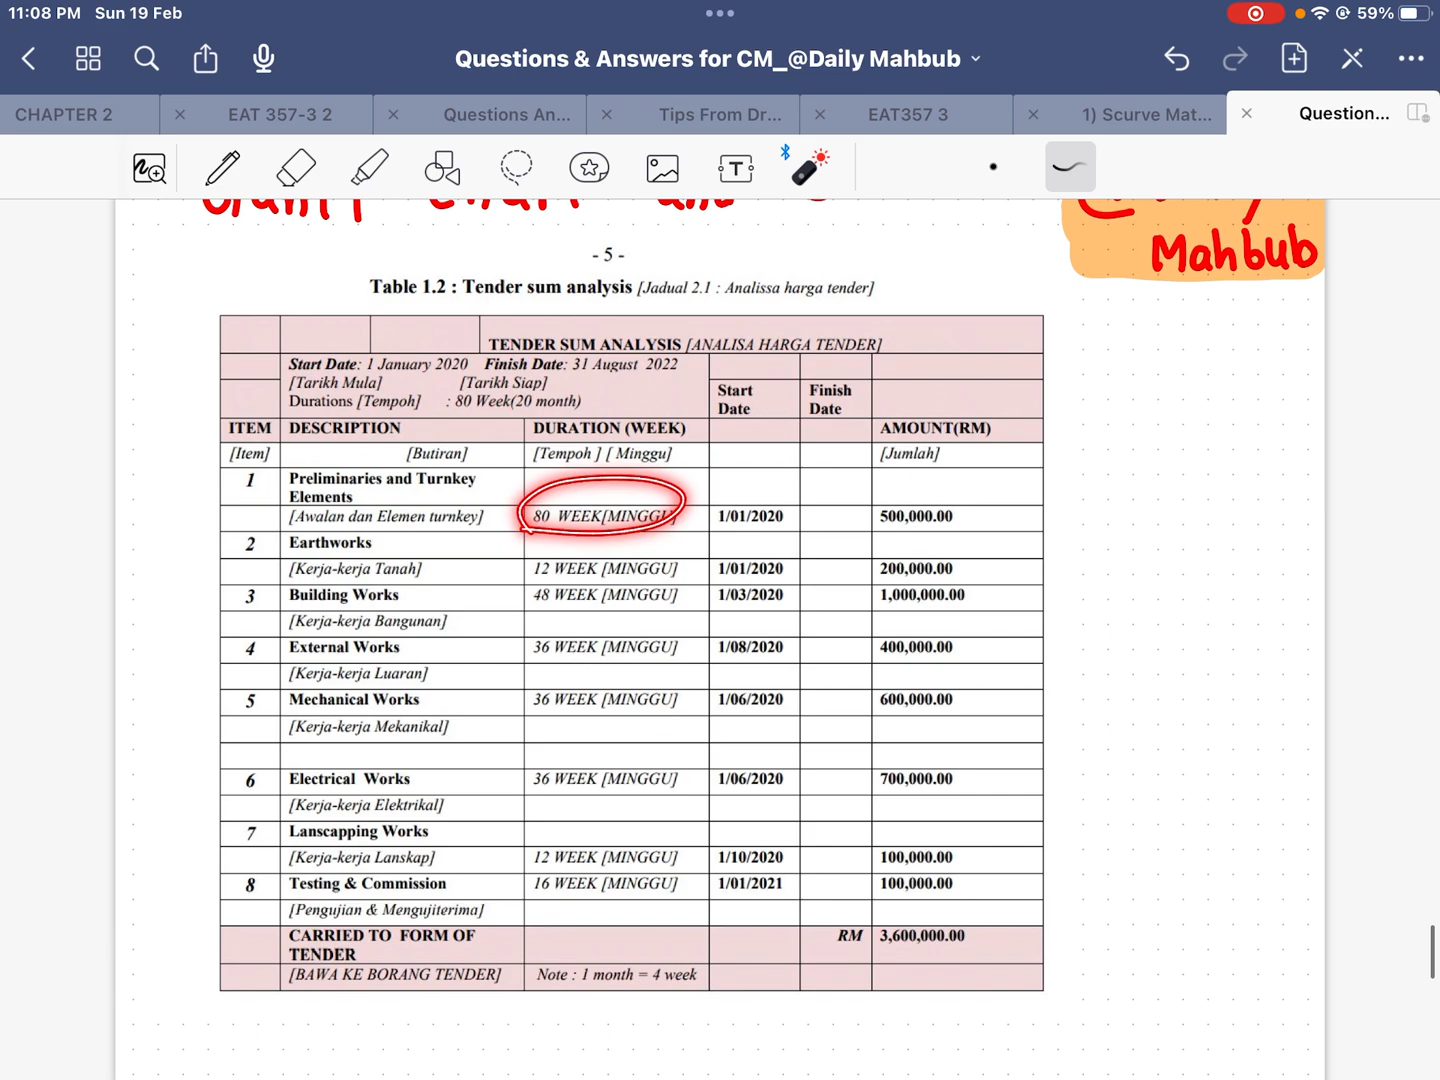 11:08 PM Sun 19 Feb
59%
Questions & Answers for CM_@Daily Mahbub
CHAPTER 2
EAT 357-3 2
Questions An...
Tips From Dr...
EAT357 3
1) Scurve Mat...
Question...
T
Mahbub
- 5 -
Table 1.2 : Tender sum analysis [Jadual 2.1 : Analissa harga tender]
TENDER SUM ANALYSIS [ANALISA HARGA TENDER]
Start Date: 1 January 2020 Finish Date: 31 August 2022
[Tarikh Mula] [Tarikh Siap]
Durations [Tempoh] : 80 Week(20 month)
Start Date
Finish Date
ITEM DESCRIPTION DURATION (WEEK) AMOUNT(RM)
[Item] [Butiran] [Tempoh ] [ Minggu] [Jumlah]
1 Preliminaries and Turnkey
Elements
[Awalan dan Elemen turnkey] 80 WEEK[MINGGU] 1/01/2020 500,000.00
2 Earthworks
[Kerja-kerja Tanah] 12 WEEK [MINGGU] 1/01/2020 200,000.00
3 Building Works 48 WEEK [MINGGU] 1/03/2020 1,000,000.00
[Kerja-kerja Bangunan]
4 External Works 36 WEEK [MINGGU] 1/08/2020 400,000.00
[Kerja-kerja Luaran]
5 Mechanical Works 36 WEEK [MINGGU] 1/06/2020 600,000.00
[Kerja-kerja Mekanikal]
6 Electrical Works 36 WEEK [MINGGU] 1/06/2020 700,000.00
[Kerja-kerja Elektrikal]
7 Lanscapping Works
[Kerja-kerja Lanskap] 12 WEEK [MINGGU] 1/10/2020 100,000.00
8 Testing & Commission 16 WEEK [MINGGU] 1/01/2021 100,000.00
[Pengujian & Mengujiterima]
CARRIED TO FORM OF RM 3,600,000.00
TENDER
[BAWA KE BORANG TENDER] Note : 1 month = 4 week